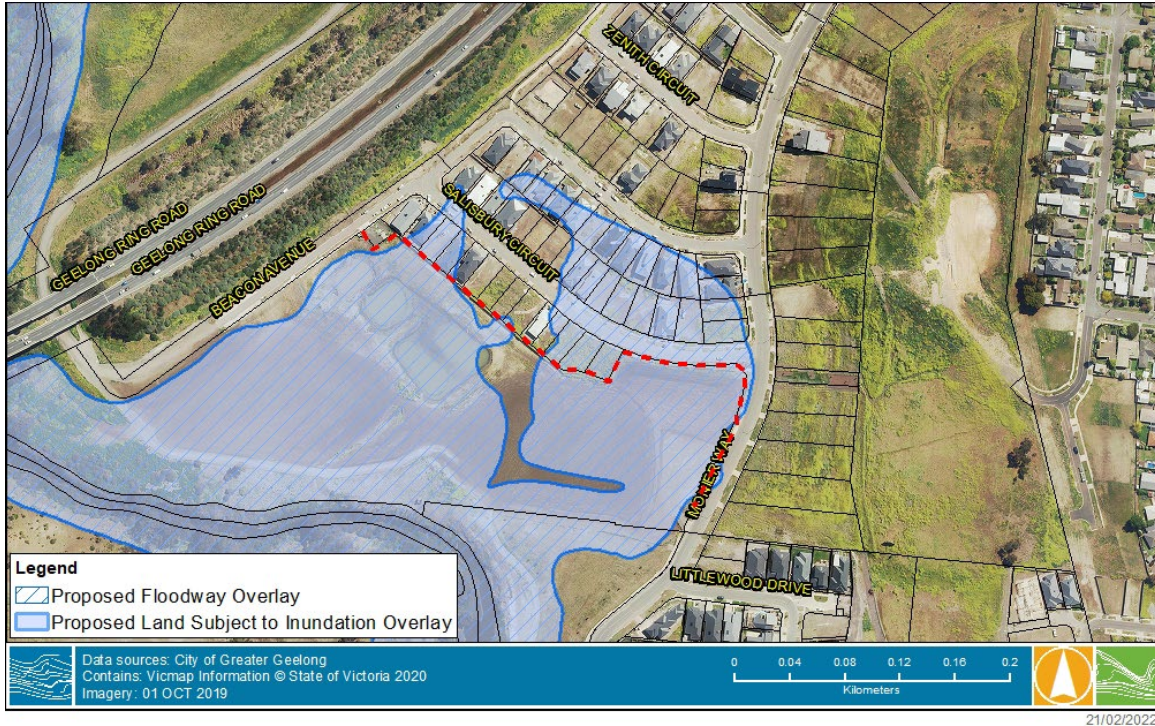 ZENITH CIRCUIT
SALISBURY CIRCUIT
GEELONG RING ROAD
GEELONG RING ROAD
BEACON AVENUE
MOHER WAY
LITTLEWOOD DRIVE
Legend
Proposed Floodway Overlay
Proposed Land Subject to Inundation Overlay
Data sources: City of Greater Geelong
Contains: Vicmap Information © State of Victoria 2020
Imagery: 01 OCT 2019
0 0.04 0.08 0.12 0.16 0.2
Kilometers
21/02/2022